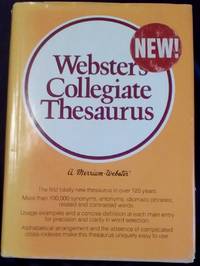 NEW!
Webster's
Collegiate
Thesaurus
a Merriam-Webster®
The first totally new thesaurus in over 120 years.
More than 100,000 synonyms, antonyms, idiomatic phrases,
related and contrasted words.
Usage examples and a concise definition at each main entry
for precision and clarity in word selection.
Alphabetical arrangement and the absence of complicated
cross-indexes make this thesaurus uniquely easy to use.